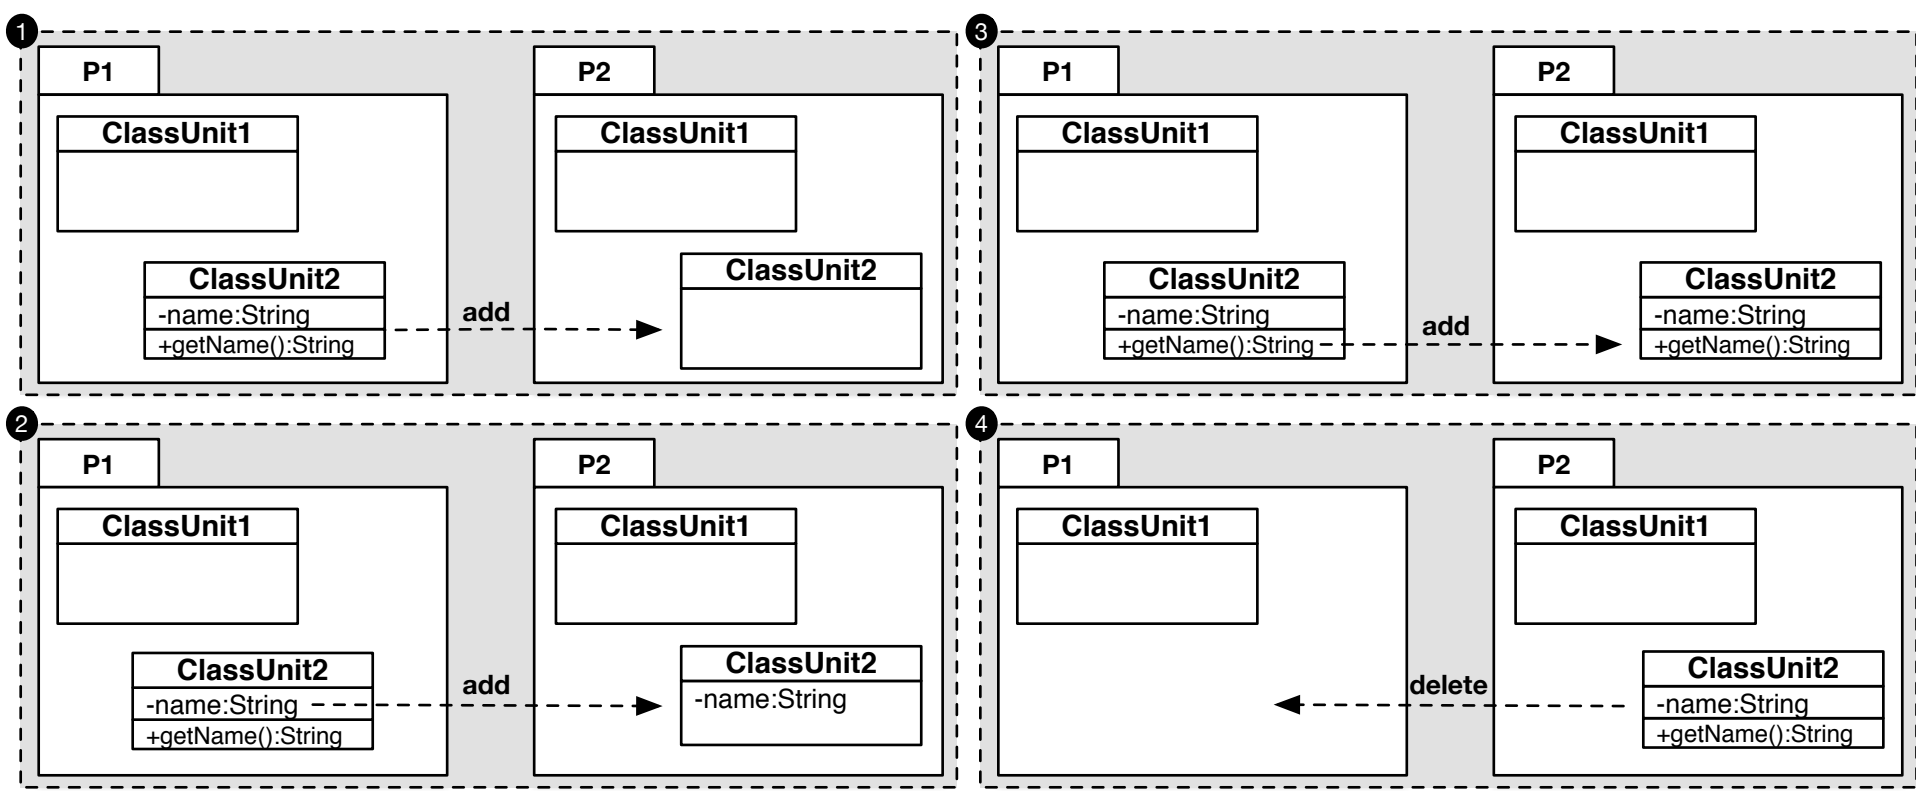 1
P1
ClassUnit1
ClassUnit2
-name:String
+getName():String
add
P2
ClassUnit1
ClassUnit2
2
P1
ClassUnit1
ClassUnit2
-name:String
+getName():String
add
P2
ClassUnit1
ClassUnit2
-name:String
3
P1
ClassUnit1
ClassUnit2
-name:String
+getName():String
add
P2
ClassUnit1
ClassUnit2
-name:String
+getName():String
4
P1
ClassUnit1
delete
P2
ClassUnit1
ClassUnit2
-name:String
+getName():String